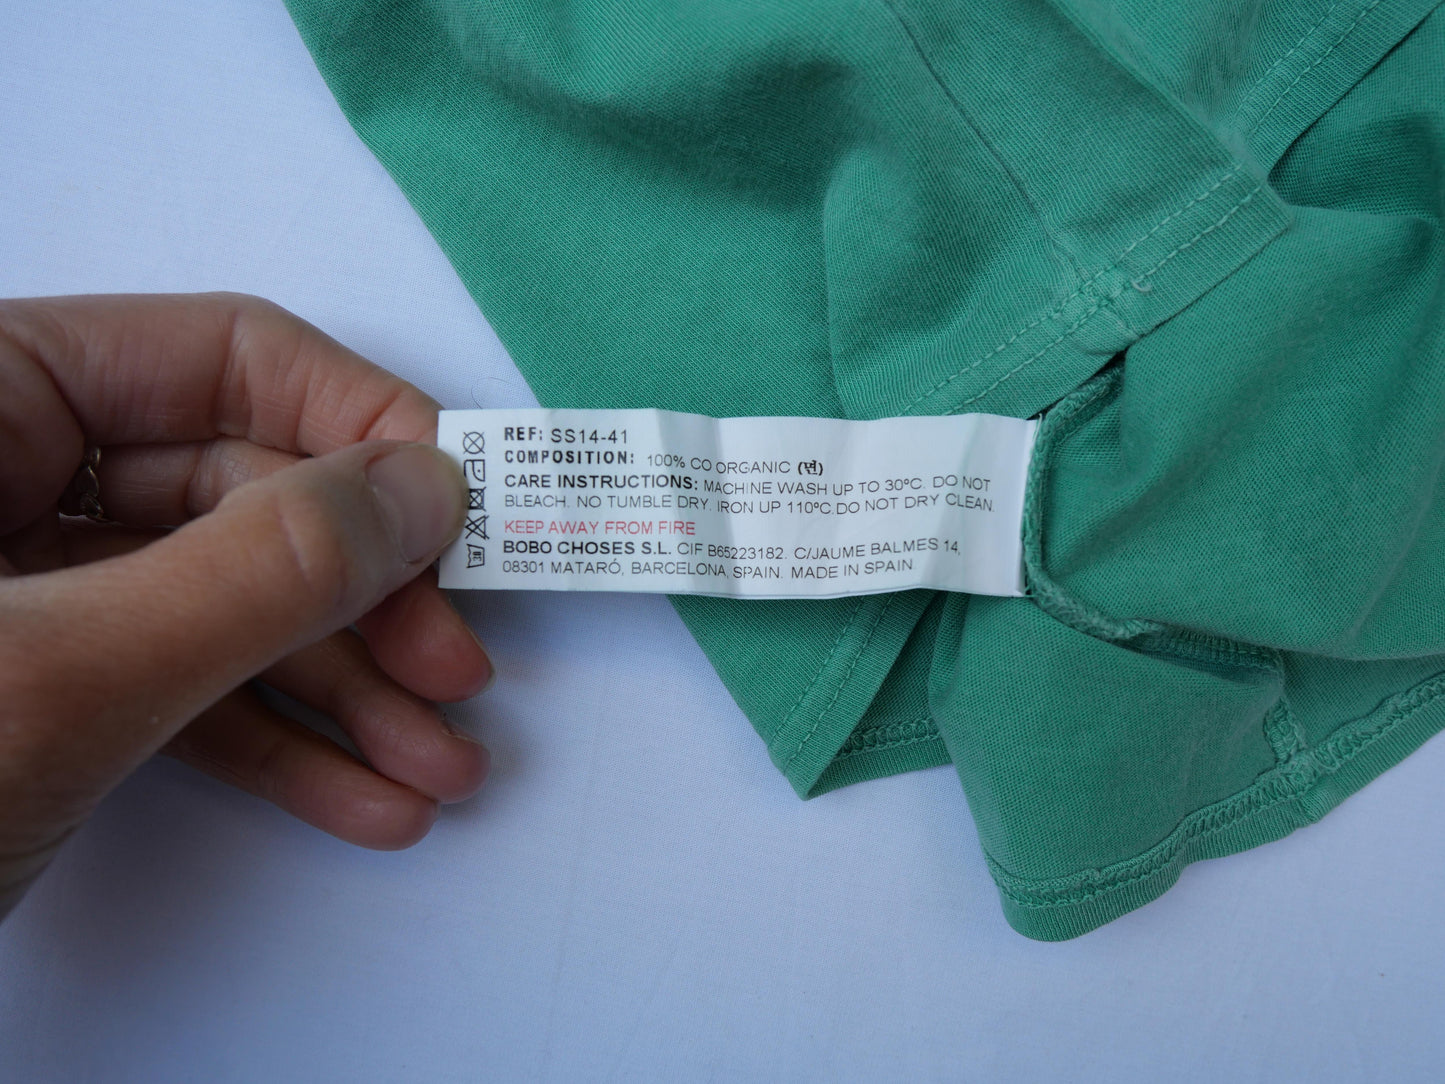 REF: SS14-41
COMPOSITION: 100% CO ORGANIC
CARE INSTRUCTIONS: MACHINE WASH UP TO 30ºC. DO NOT
BLEACH. NO TUMBLE DRY. IRON UP 110ºC.DO NOT DRY CLEAN.
KEEP AWAY FROM FIRE
BOBO CHOSES S.L. CIF B65223182. C/JAUME BALMES 14,
08301 MATARÓ, BARCELONA, SPAIN. MADE IN SPAIN.